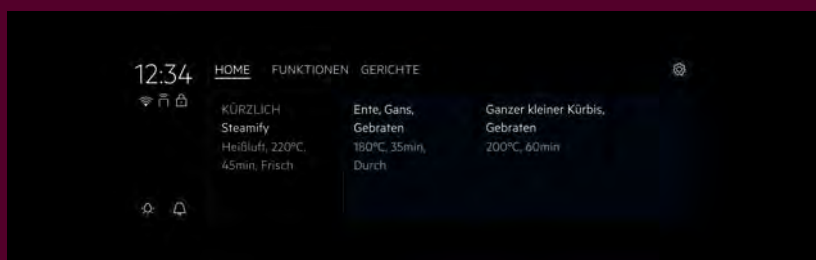 12:34
HOME FUNKTIONEN GERICHTE
KÜRZLICH
Steamify
Heißluft, 220°C,
45min, Frisch
Ente, Gans,
Gebraten
180°C, 35min,
Durch
Ganzer kleiner Kürbis,
Gebraten
200°C, 60min